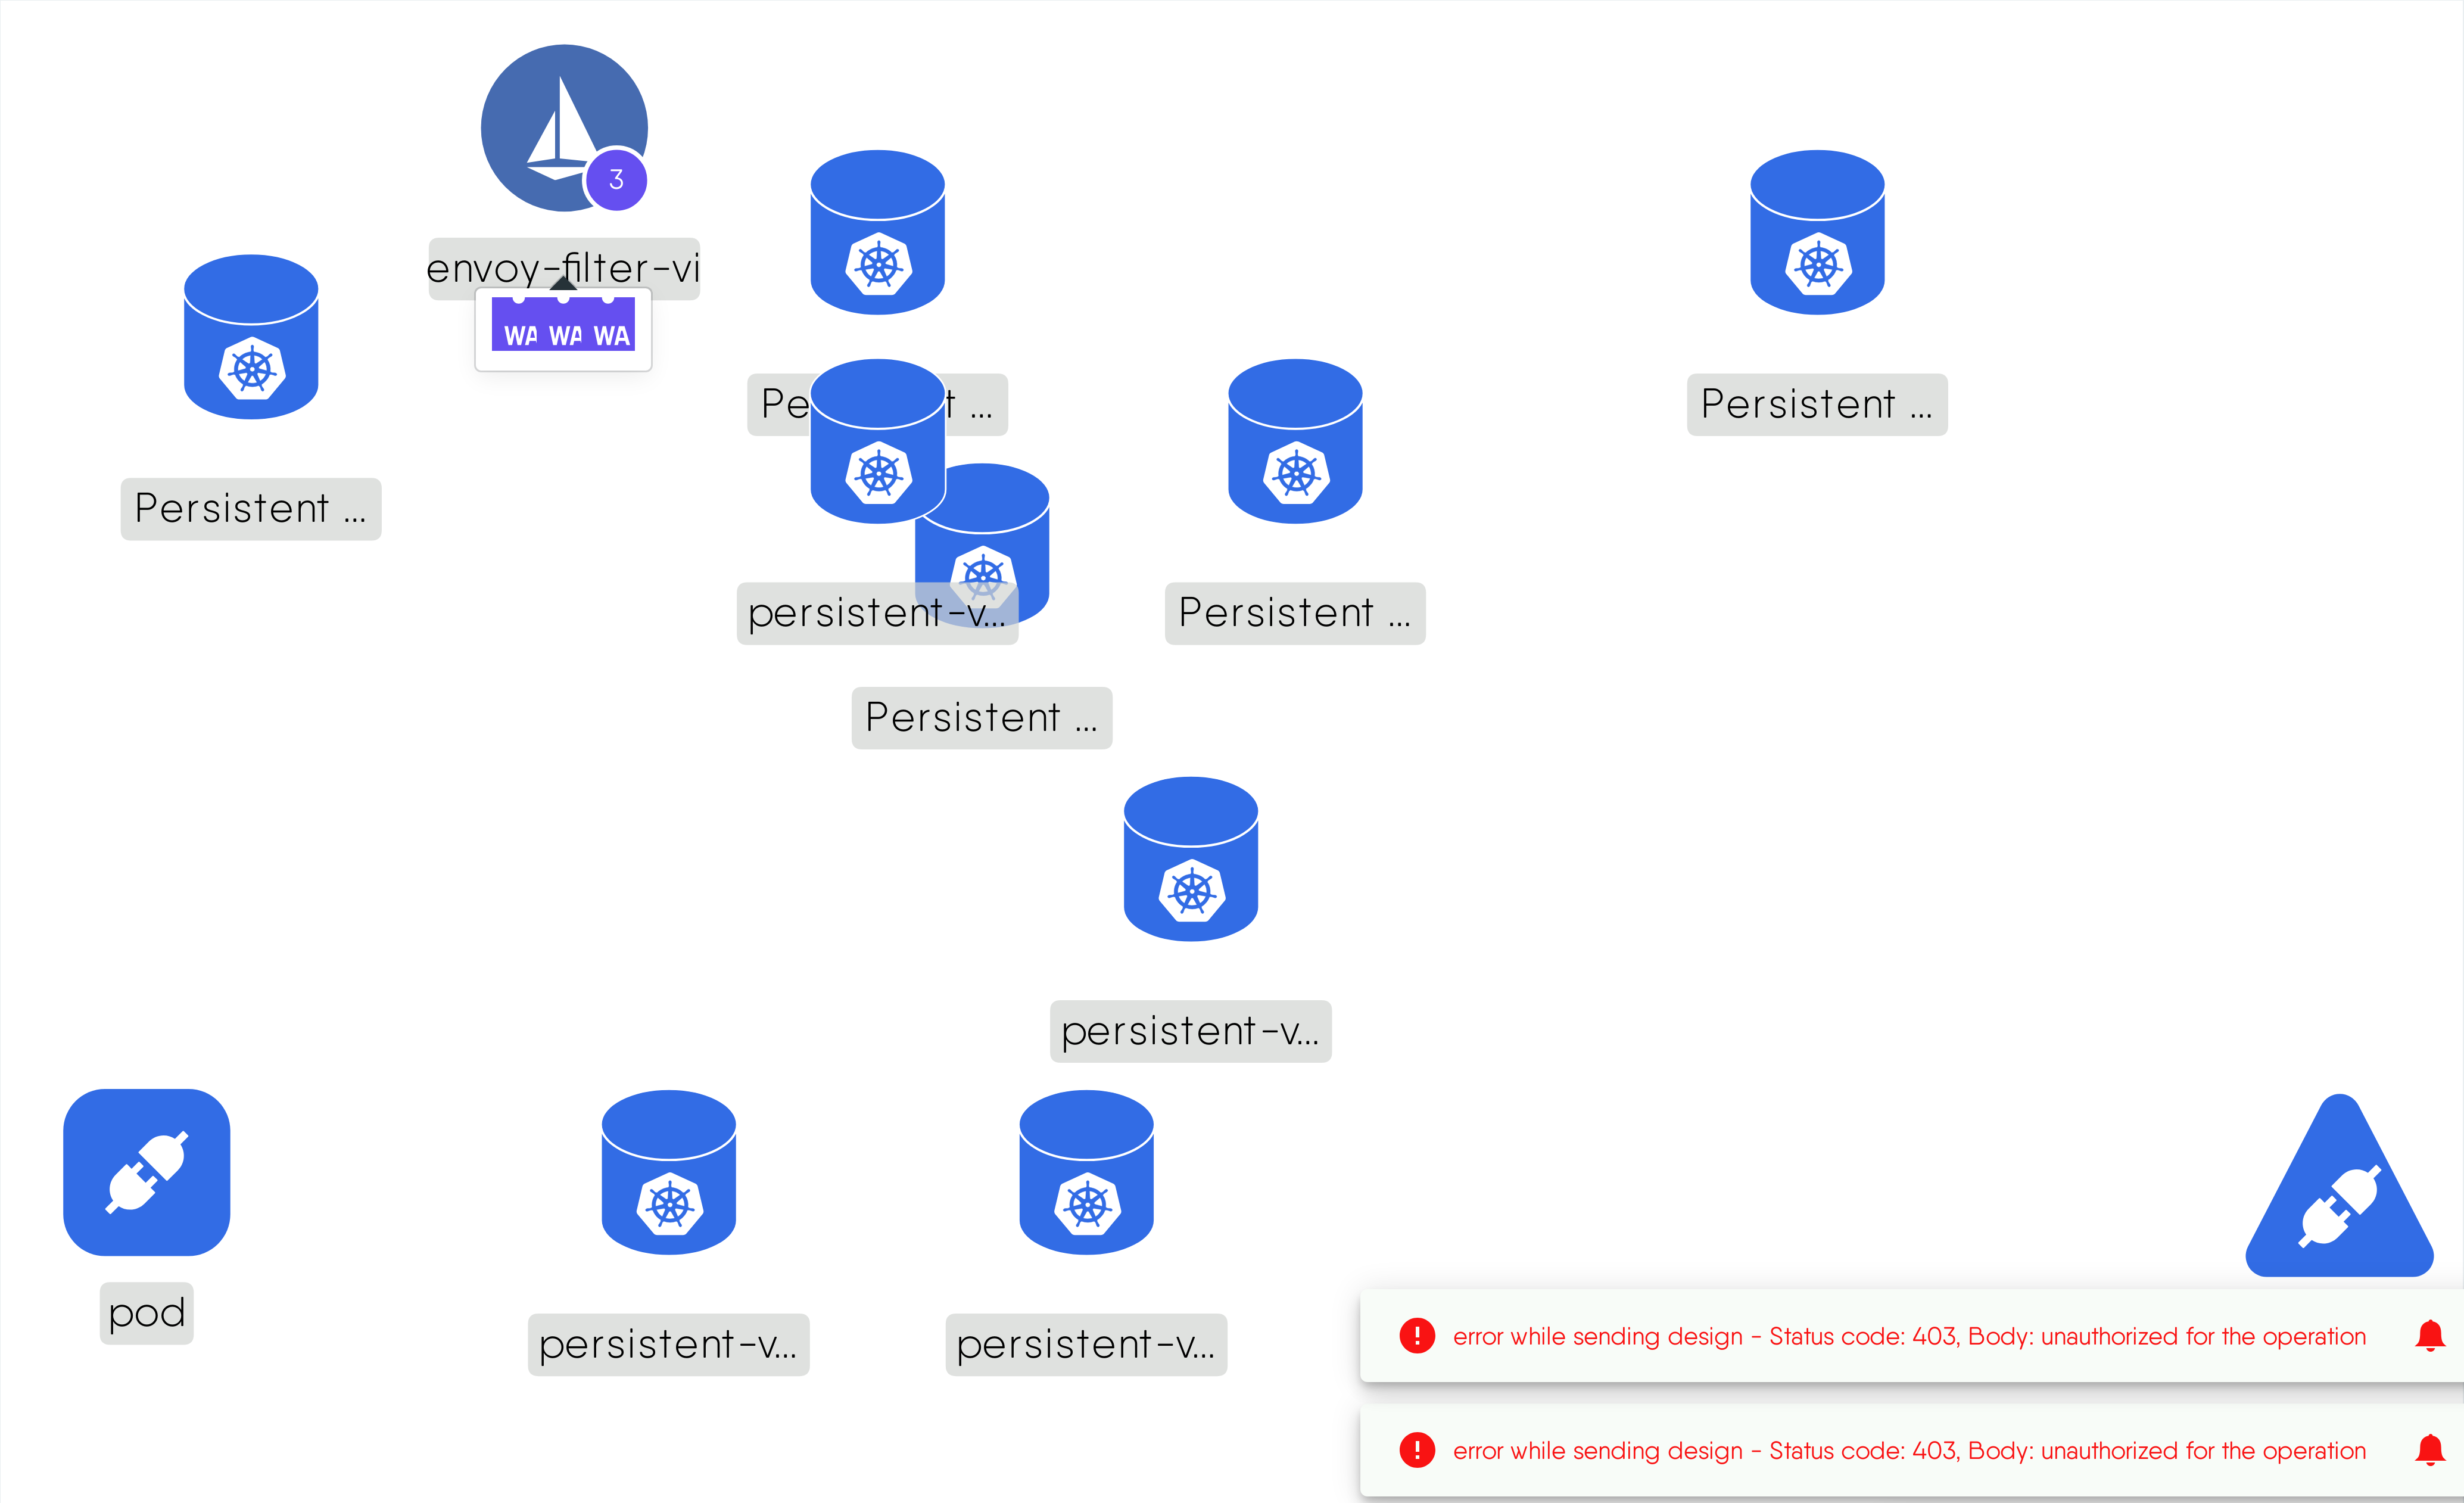 3
envoy-filter-vi
WA WA WA
Pe t ...
Persistent ...
Persistent ...
persistent-v...
Persistent ...
Persistent ...
persistent-v...
pod
persistent-v...
persistent-v...
error while sending design - Status code: 403, Body: unauthorized for the operation
error while sending design - Status code: 403, Body: unauthorized for the operation